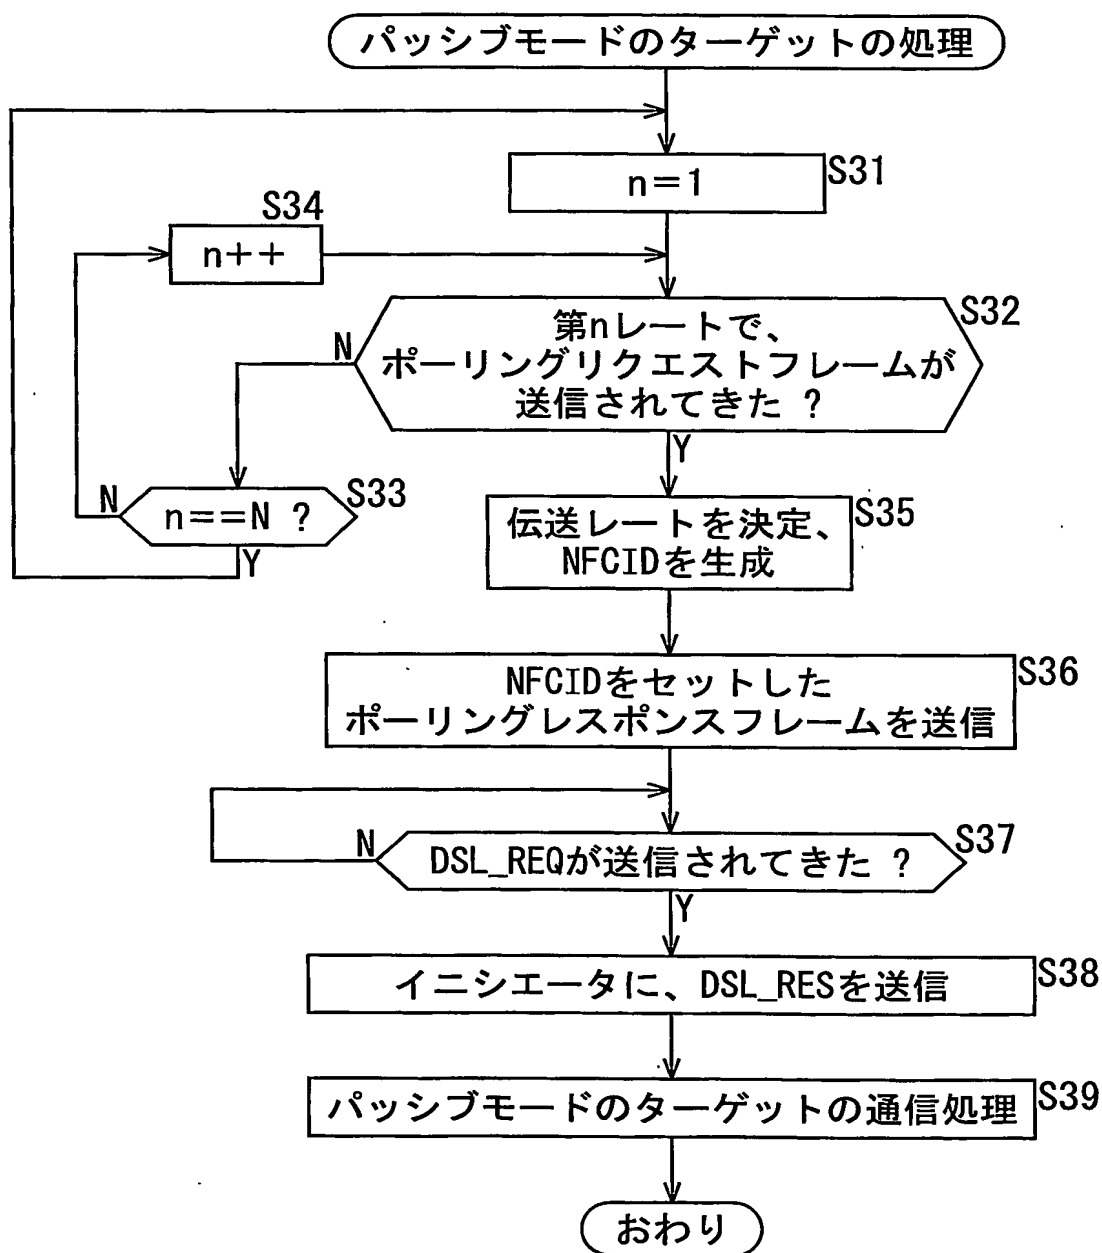 パッシブモードのターゲットの処理
n=1
S31
S34
n++
S32
第nレートで、
ポーリングリクエストフレームが
送信されてきた ?
N
Y
S33
n==N ?
N
Y
S35
伝送レートを決定、
NFCIDを生成
S36
NFCIDをセットした
ポーリングレスポンスフレームを送信
S37
DSL_REQが送信されてきた ?
N
Y
S38
イニシエータに、DSL_RESを送信
S39
パッシブモードのターゲットの通信処理
おわり